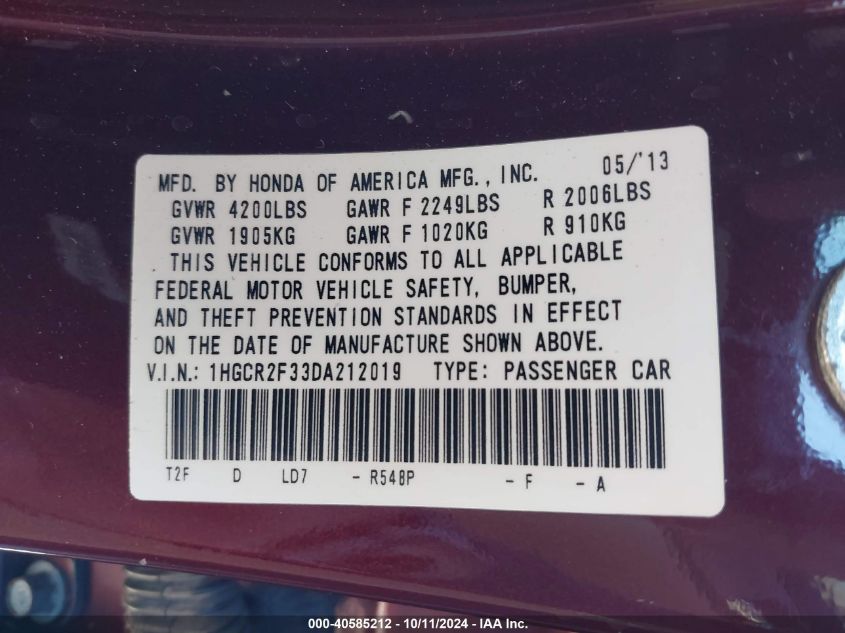 MFD. BY HONDA OF AMERICA MFG., INC. 05/'13
GVWR 4200LBS GAWR F 2249LBS R 2006LBS
GVWR 1905KG GAWR F 1020KG R 910KG
THIS VEHICLE CONFORMS TO ALL APPLICABLE
FEDERAL MOTOR VEHICLE SAFETY, BUMPER,
AND THEFT PREVENTION STANDARDS IN EFFECT
ON THE DATE OF MANUFACTURE SHOWN ABOVE.
V.I.N.: 1HGCR2F33DA212019 TYPE: PASSENGER CAR
T2F D LD7 - R548P - F - A
000-40585212 - 10/11/2024 - IAA Inc.